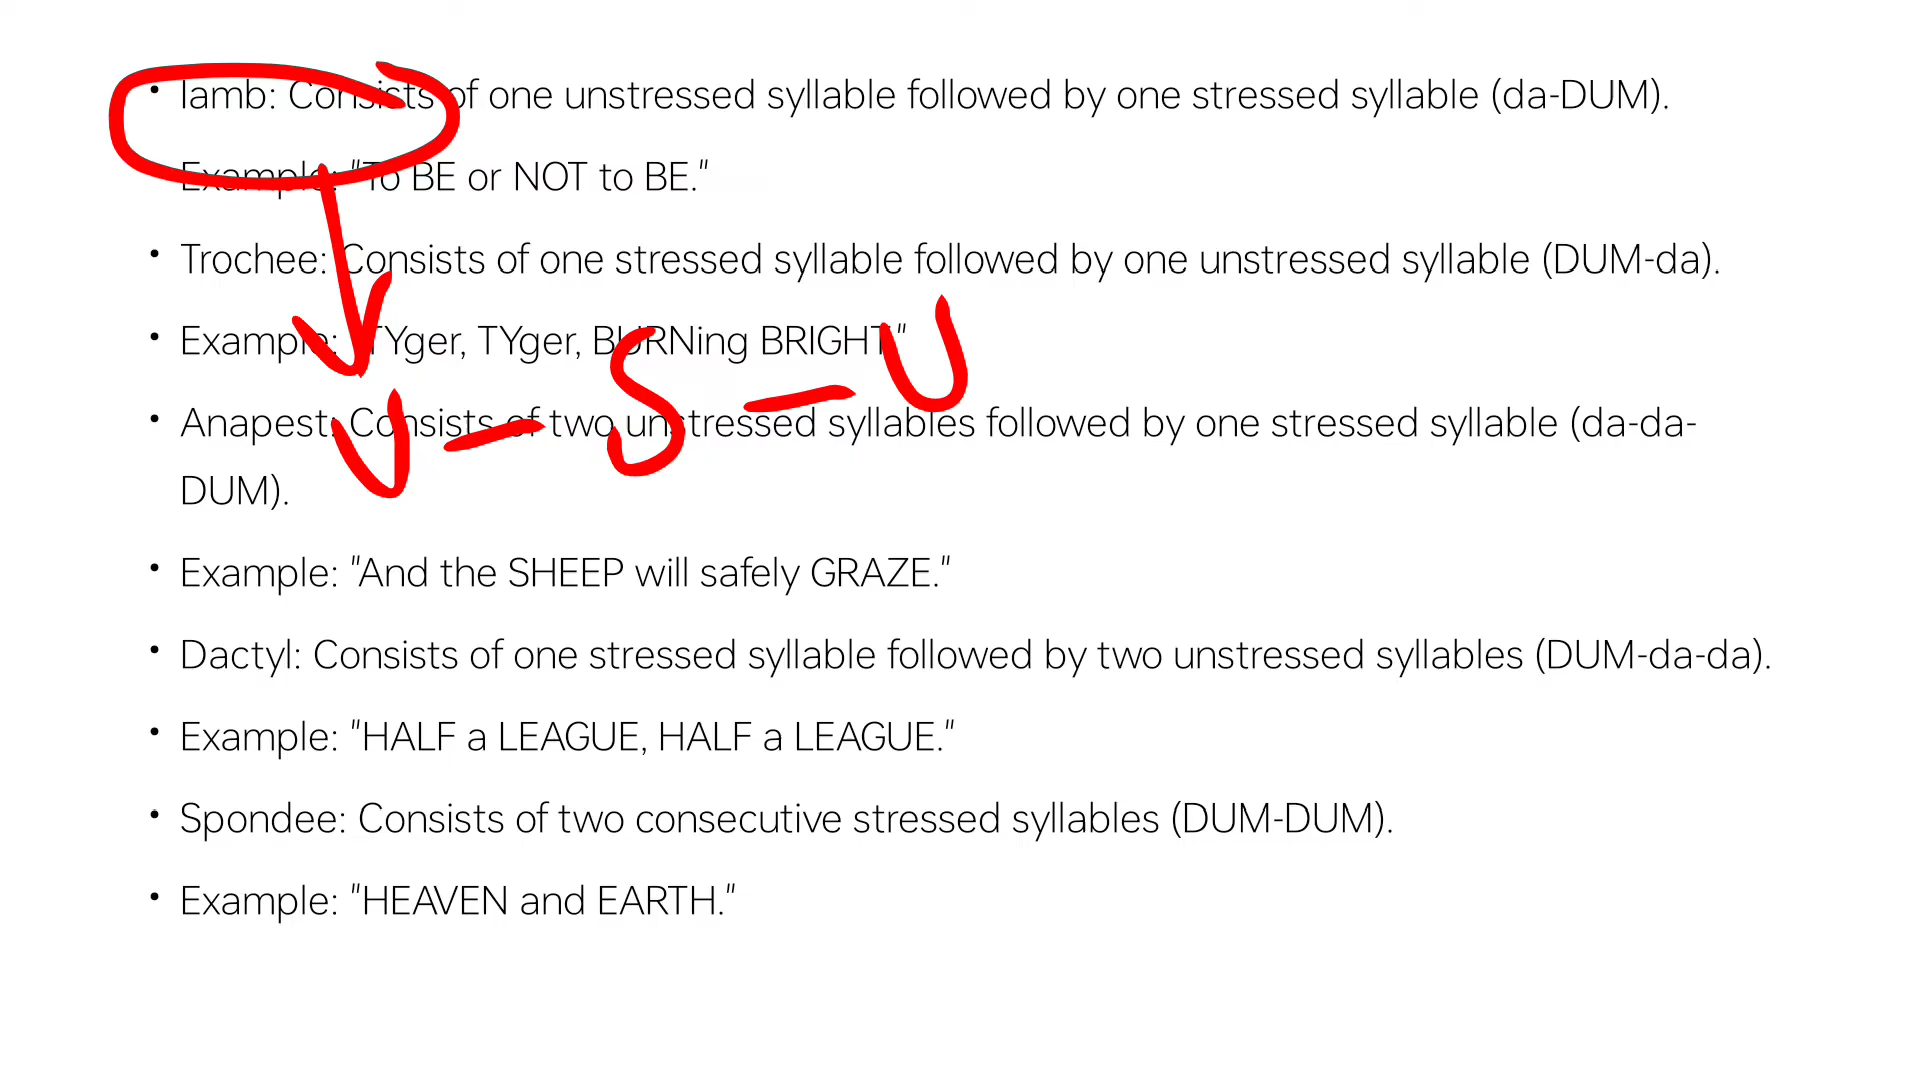 • Iamb: Consists of one unstressed syllable followed by one stressed syllable (da-DUM).
Example: "To BE or NOT to BE."
• Trochee: Consists of one stressed syllable followed by one unstressed syllable (DUM-da).
• Example: "TYger, TYger, BURNing BRIGHT"
• Anapest: Consists of two unstressed syllables followed by one stressed syllable (da-da-
DUM).
U – S – U
• Example: "And the SHEEP will safely GRAZE."
• Dactyl: Consists of one stressed syllable followed by two unstressed syllables (DUM-da-da).
• Example: "HALF a LEAGUE, HALF a LEAGUE."
• Spondee: Consists of two consecutive stressed syllables (DUM-DUM).
• Example: "HEAVEN and EARTH."